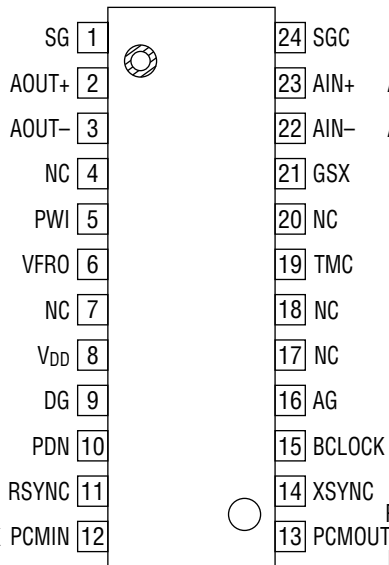 SG 1 24 SGC
AOUT+ 2 23 AIN+
AOUT– 3 22 AIN–
NC 4 21 GSX
PWI 5 20 NC
VFRO 6 19 TMC
NC 7 18 NC
VDD 8 17 NC
DG 9 16 AG
PDN 10 15 BCLOCK
RSYNC 11 14 XSYNC
PCMIN 12 13 PCMOUT